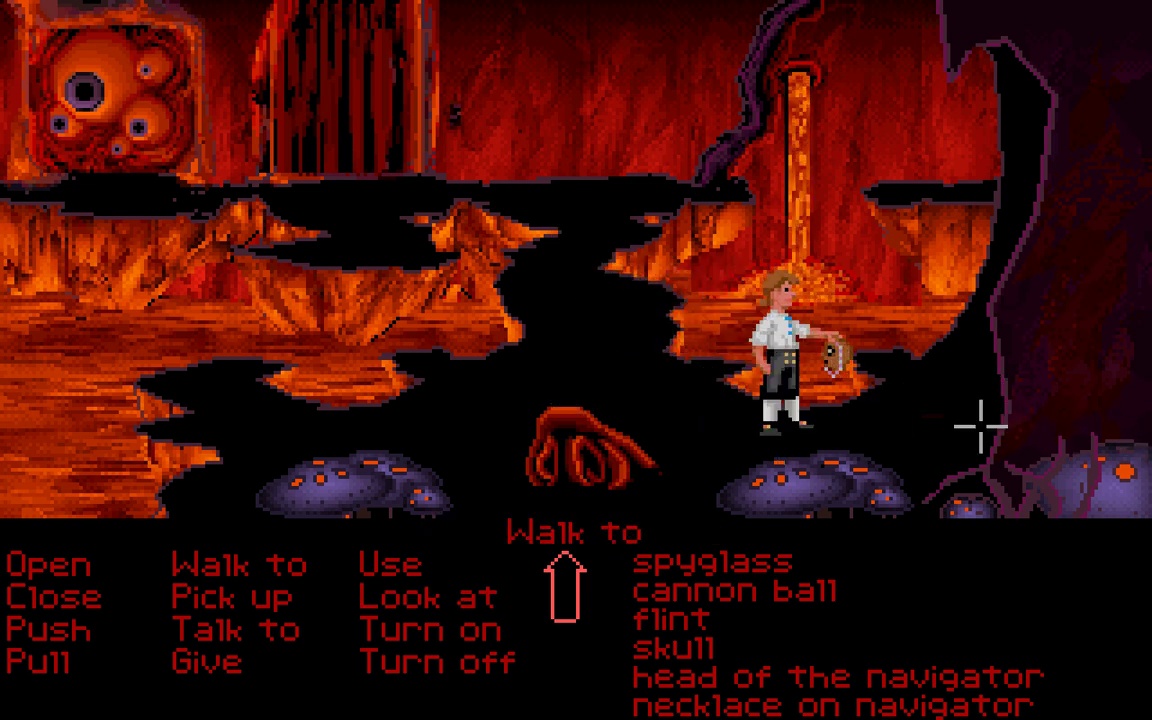 Walk to
Open Walk to Use
Close Pick up Look at
Push Talk to Turn on
Pull Give Turn off
spyglass
cannon ball
flint
skull
head of the navigator
necklace on navigator